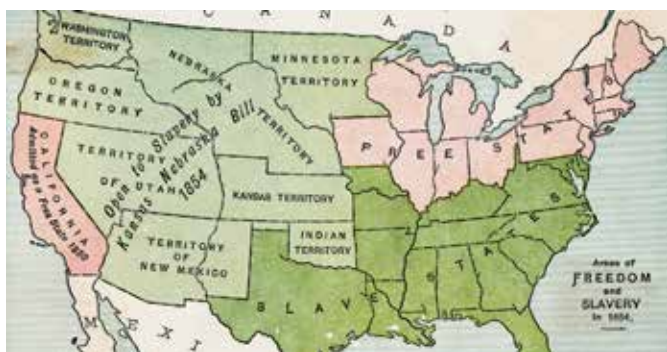 CANADA
2 WASHINGTON
TERRITORY
OREGON
TERRITORY
NEBRASKA
TERRITORY
MINNESOTA
TERRITORY
CALIFORNIA
Admitted as a Free State 1850
TERRITORY
OF UTAH
Open to Slavery by
Kansas Nebraska Bill
1854
KANSAS TERRITORY
INDIAN
TERRITORY
TERRITORY
OF
NEW MEXICO
FREE STATES
SLAVE STATES
MEXI
Areas of
FREEDOM
and
SLAVERY
in 1854.